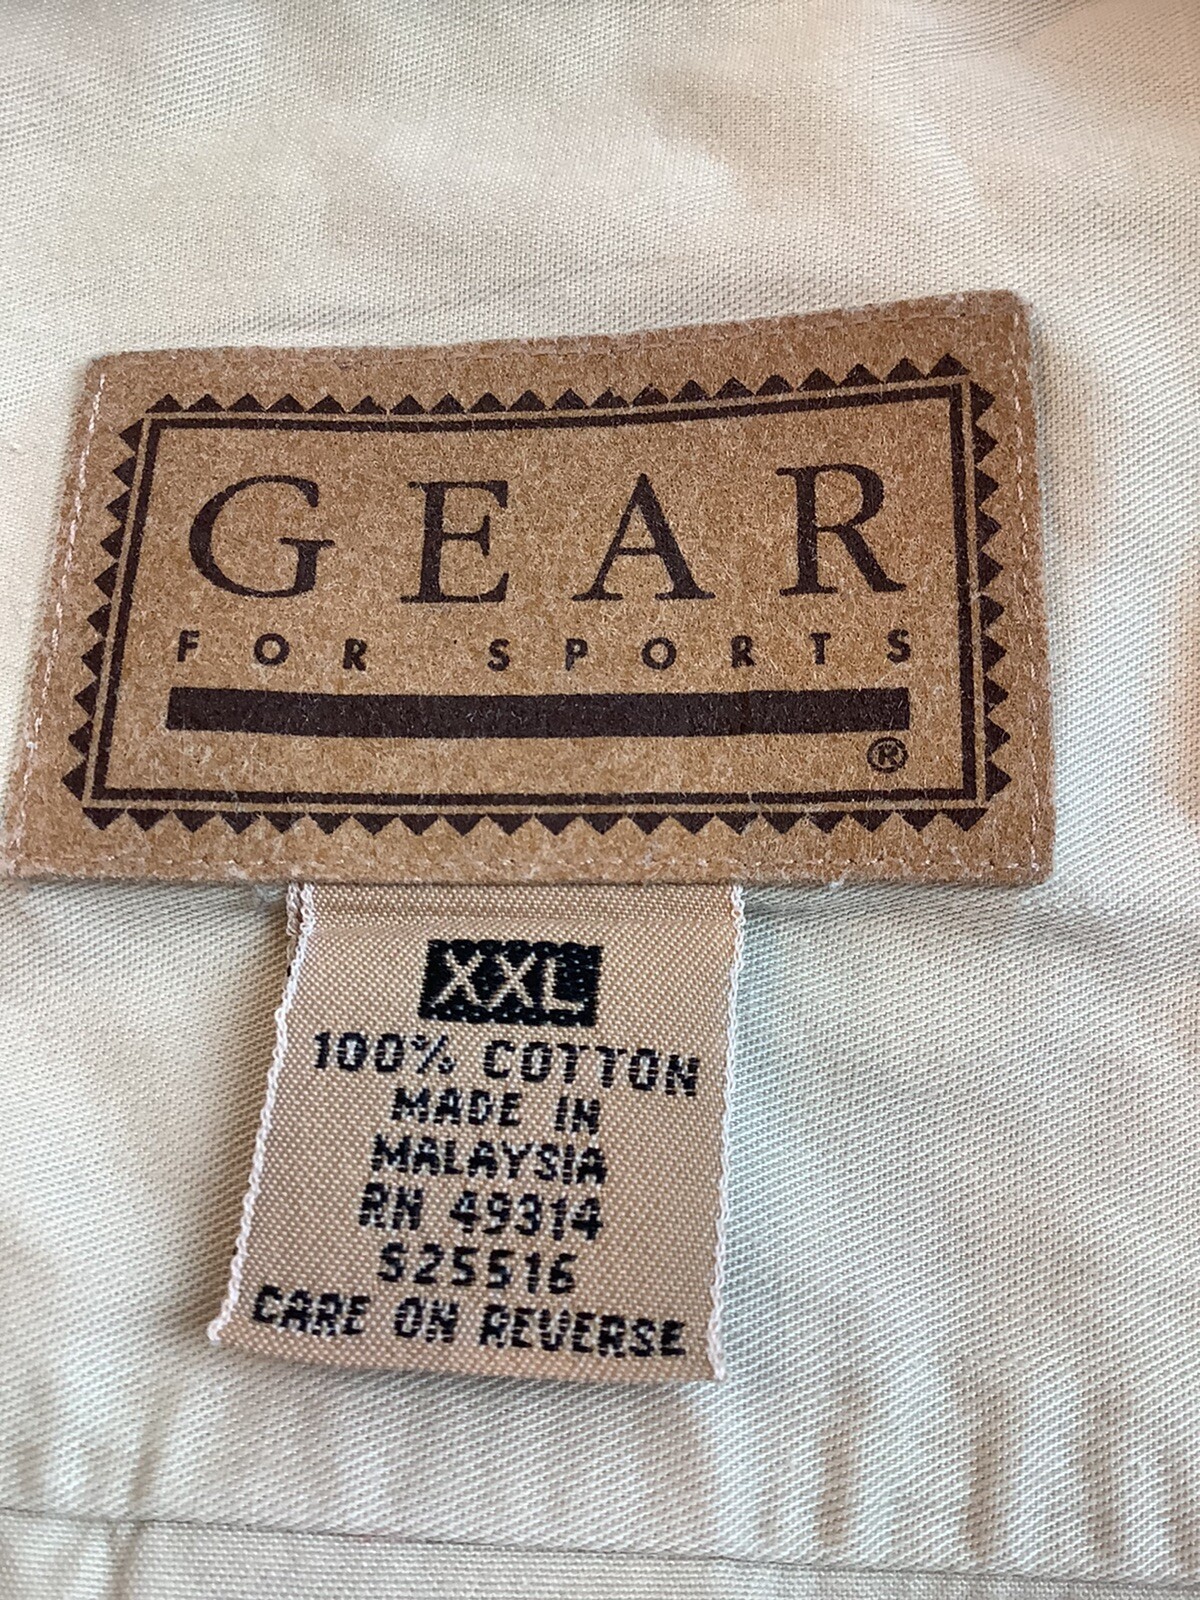 GEAR
FOR SPORTS
®
XXL
100% COTTON
MADE IN
MALAYSIA
RN 49314
S25516
CARE ON REVERSE